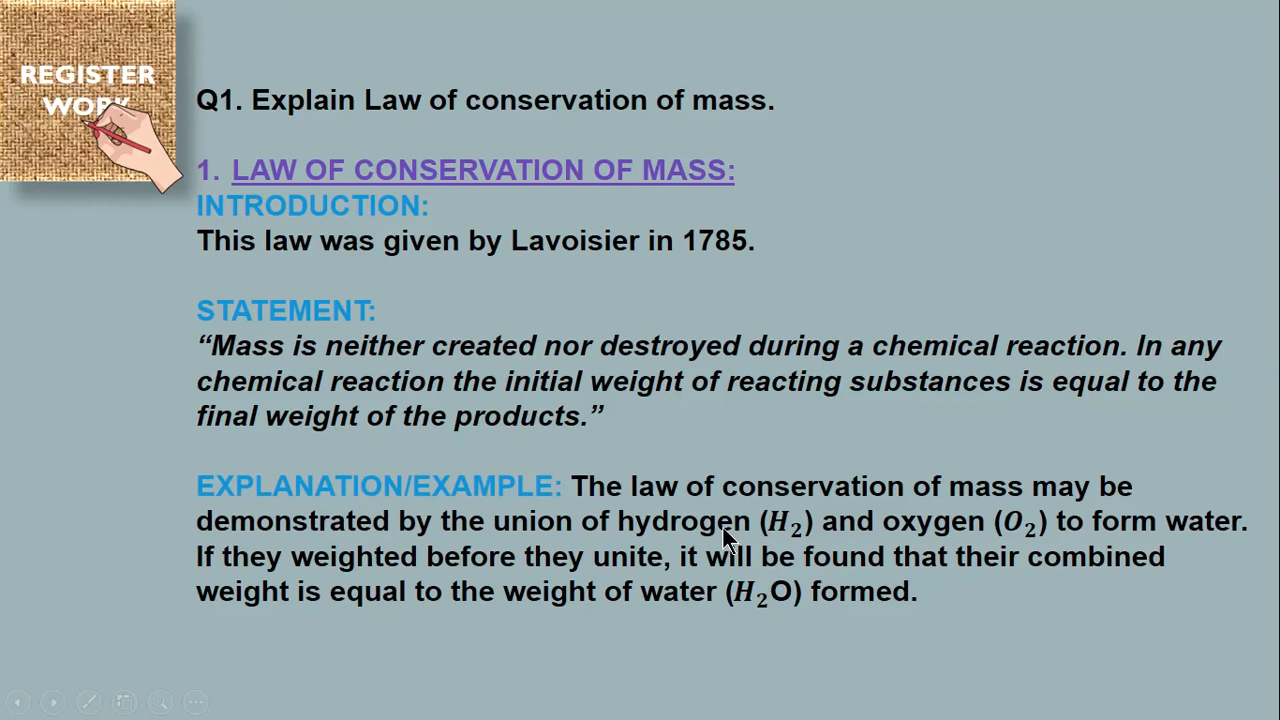 REGISTER
WORK
Q1. Explain Law of conservation of mass.
1. LAW OF CONSERVATION OF MASS:
INTRODUCTION:
This law was given by Lavoisier in 1785.
STATEMENT:
“Mass is neither created nor destroyed during a chemical reaction. In any
chemical reaction the initial weight of reacting substances is equal to the
final weight of the products.”
EXPLANATION/EXAMPLE: The law of conservation of mass may be
demonstrated by the union of hydrogen (H₂) and oxygen (O₂) to form water.
If they weighted before they unite, it will be found that their combined
weight is equal to the weight of water (H₂O) formed.